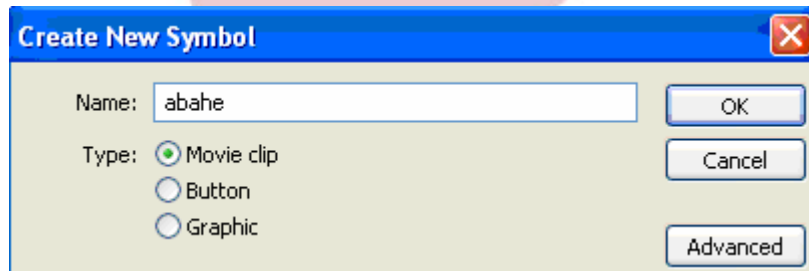 Create New Symbol
Name: abahe OK
Type: Movie clip Cancel
Button
Graphic
Advanced